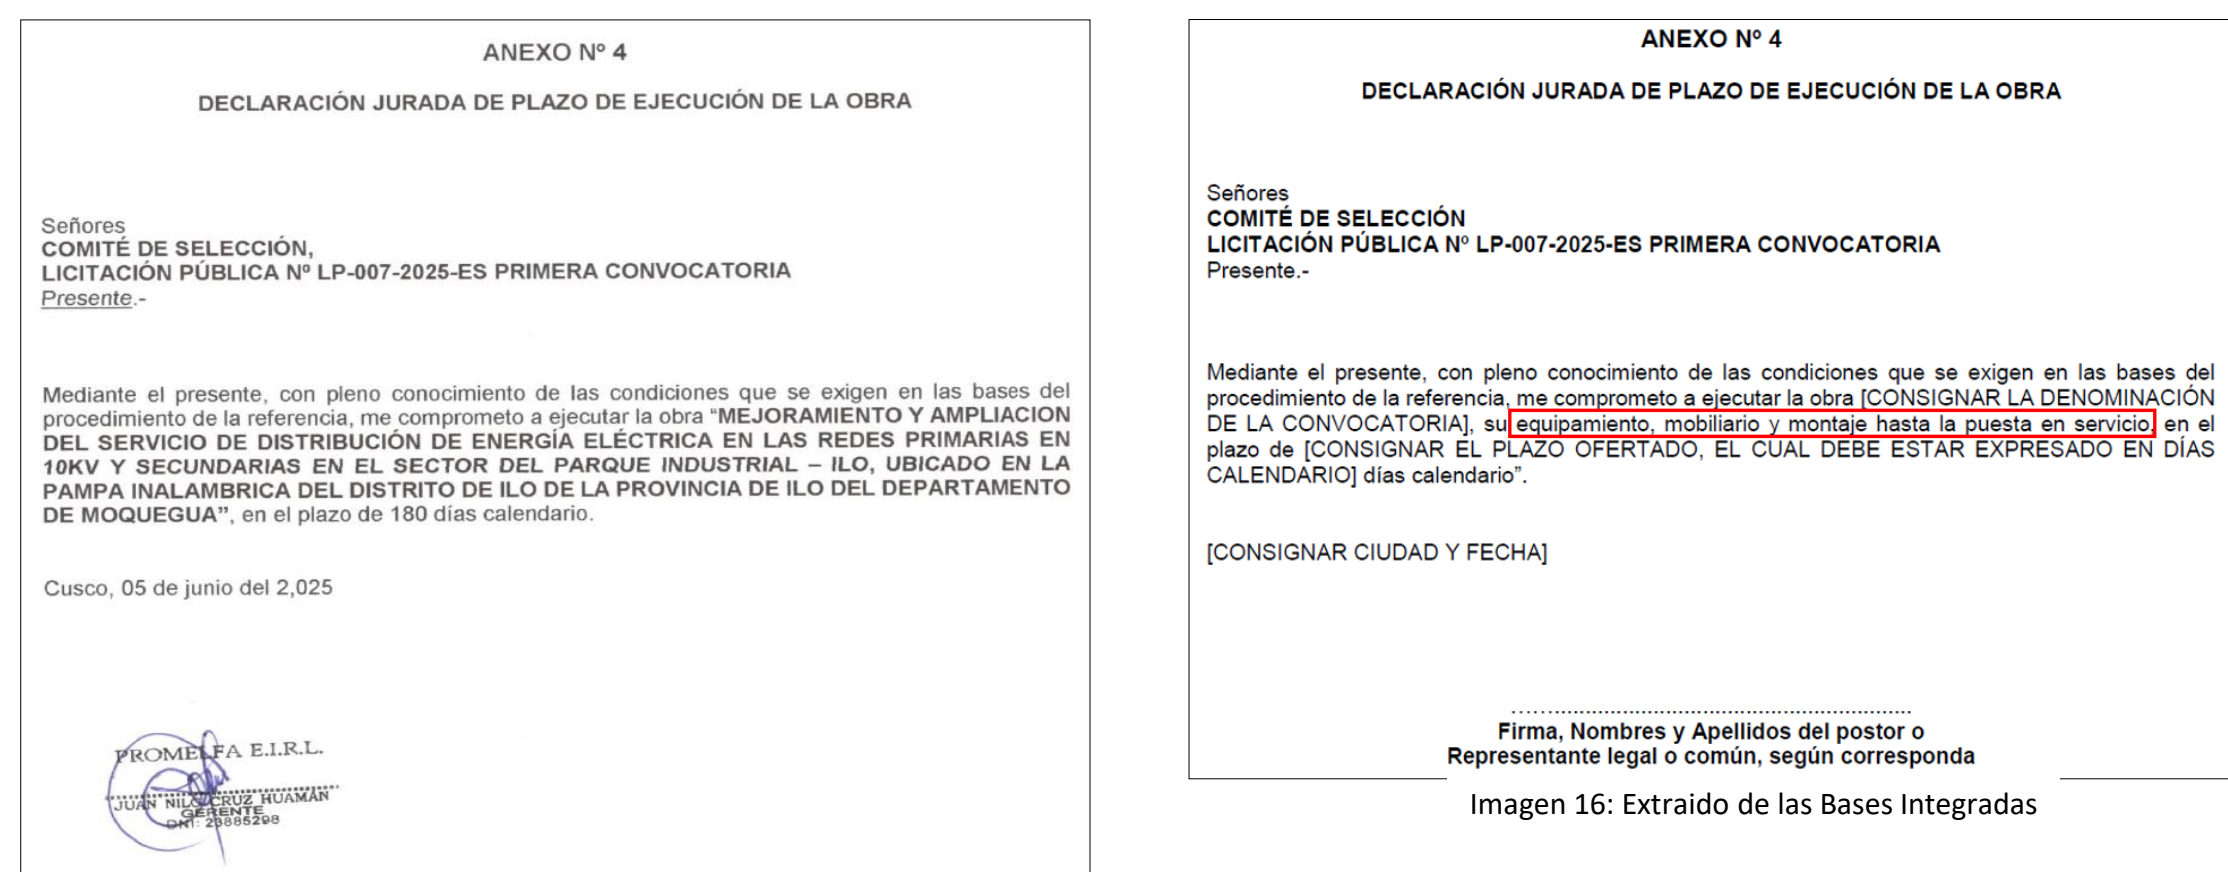 ANEXO Nº 4
DECLARACIÓN JURADA DE PLAZO DE EJECUCIÓN DE LA OBRA
Señores
COMITÉ DE SELECCIÓN,
LICITACIÓN PÚBLICA Nº LP-007-2025-ES PRIMERA CONVOCATORIA
Presente.-
Mediante el presente, con pleno conocimiento de las condiciones que se exigen en las bases del
procedimiento de la referencia, me comprometo a ejecutar la obra “MEJORAMIENTO Y AMPLIACION
DEL SERVICIO DE DISTRIBUCIÓN DE ENERGÍA ELÉCTRICA EN LAS REDES PRIMARIAS EN
10KV Y SECUNDARIAS EN EL SECTOR DEL PARQUE INDUSTRIAL – ILO, UBICADO EN LA
PAMPA INALAMBRICA DEL DISTRITO DE ILO DE LA PROVINCIA DE ILO DEL DEPARTAMENTO
DE MOQUEGUA”, en el plazo de 180 días calendario.
Cusco, 05 de junio del 2,025
PROMELFA E.I.R.L.
JUAN NILO CRUZ HUAMÁN
GERENTE
DNI: 23885298
ANEXO Nº 4
DECLARACIÓN JURADA DE PLAZO DE EJECUCIÓN DE LA OBRA
Señores
COMITÉ DE SELECCIÓN
LICITACIÓN PÚBLICA Nº LP-007-2025-ES PRIMERA CONVOCATORIA
Presente.-
Mediante el presente, con pleno conocimiento de las condiciones que se exigen en las bases del
procedimiento de la referencia, me comprometo a ejecutar la obra [CONSIGNAR LA DENOMINACIÓN
DE LA CONVOCATORIA], su equipamiento, mobiliario y montaje hasta la puesta en servicio, en el
plazo de [CONSIGNAR EL PLAZO OFERTADO, EL CUAL DEBE ESTAR EXPRESADO EN DÍAS
CALENDARIO] días calendario”.
[CONSIGNAR CIUDAD Y FECHA]
Firma, Nombres y Apellidos del postor o
Representante legal o común, según corresponda
Imagen 16: Extraido de las Bases Integradas